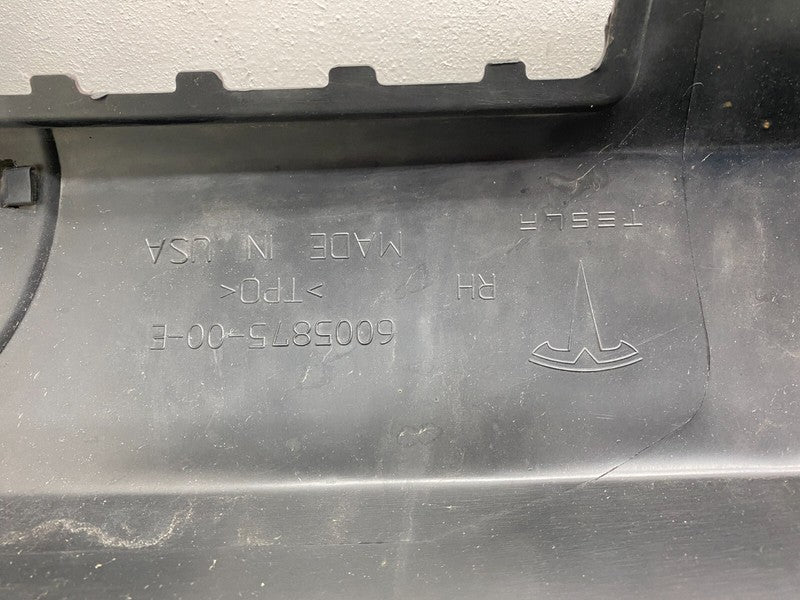 6005875-00-E
>TPO<
RH
MADE IN USA
TESLA